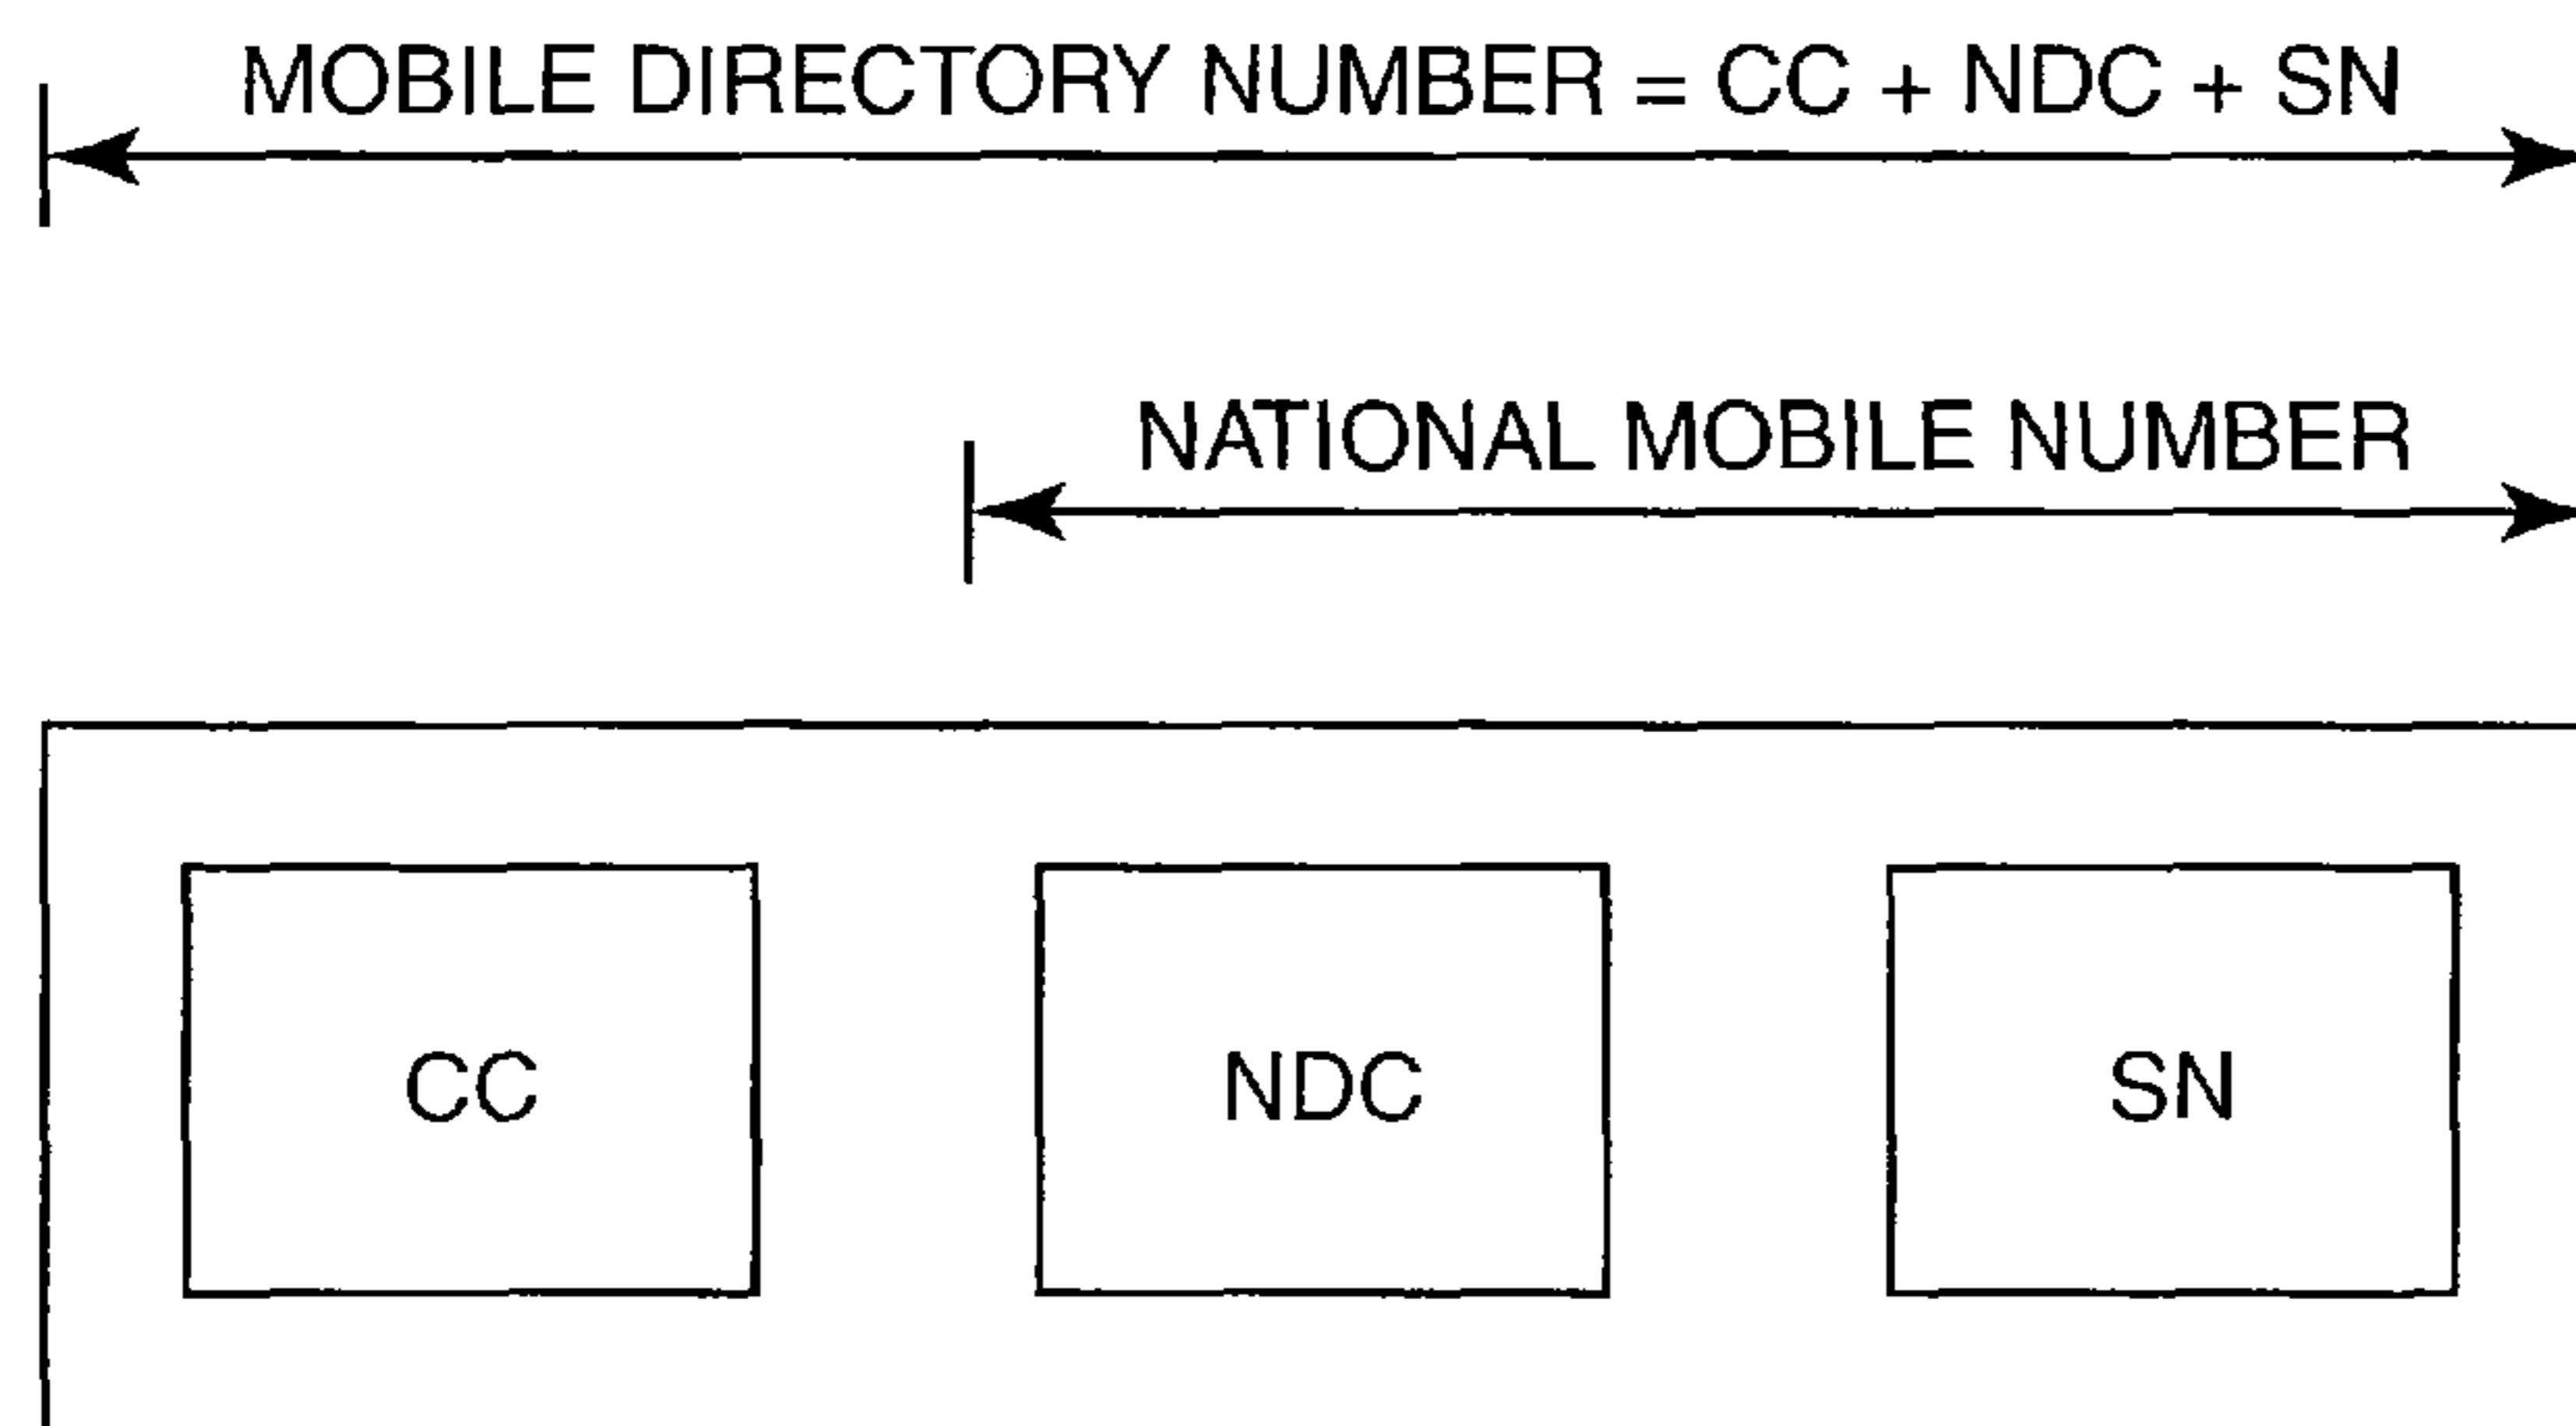 MOBILE DIRECTORY NUMBER = CC + NDC + SN
NATIONAL MOBILE NUMBER
CC NDC SN